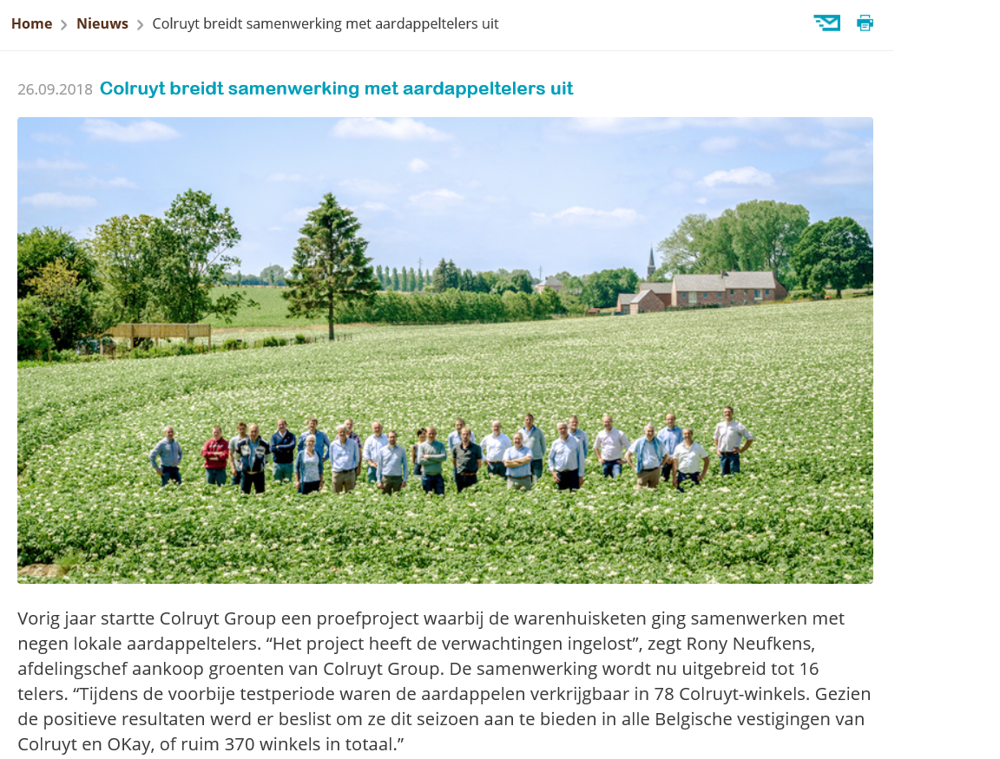 Home > Nieuws > Colruyt breidt samenwerking met aardappeltelers uit
26.09.2018 Colruyt breidt samenwerking met aardappeltelers uit
Vorig jaar startte Colruyt Group een proefproject waarbij de warenhuisketen ging samenwerken met
negen lokale aardappeltelers. “Het project heeft de verwachtingen ingelost”, zegt Rony Neufkens,
afdelingschef aankoop groenten van Colruyt Group. De samenwerking wordt nu uitgebreid tot 16
telers. “Tijdens de voorbije testperiode waren de aardappelen verkrijgbaar in 78 Colruyt-winkels. Gezien
de positieve resultaten werd er beslist om ze dit seizoen aan te bieden in alle Belgische vestigingen van
Colruyt en OKay, of ruim 370 winkels in totaal.”